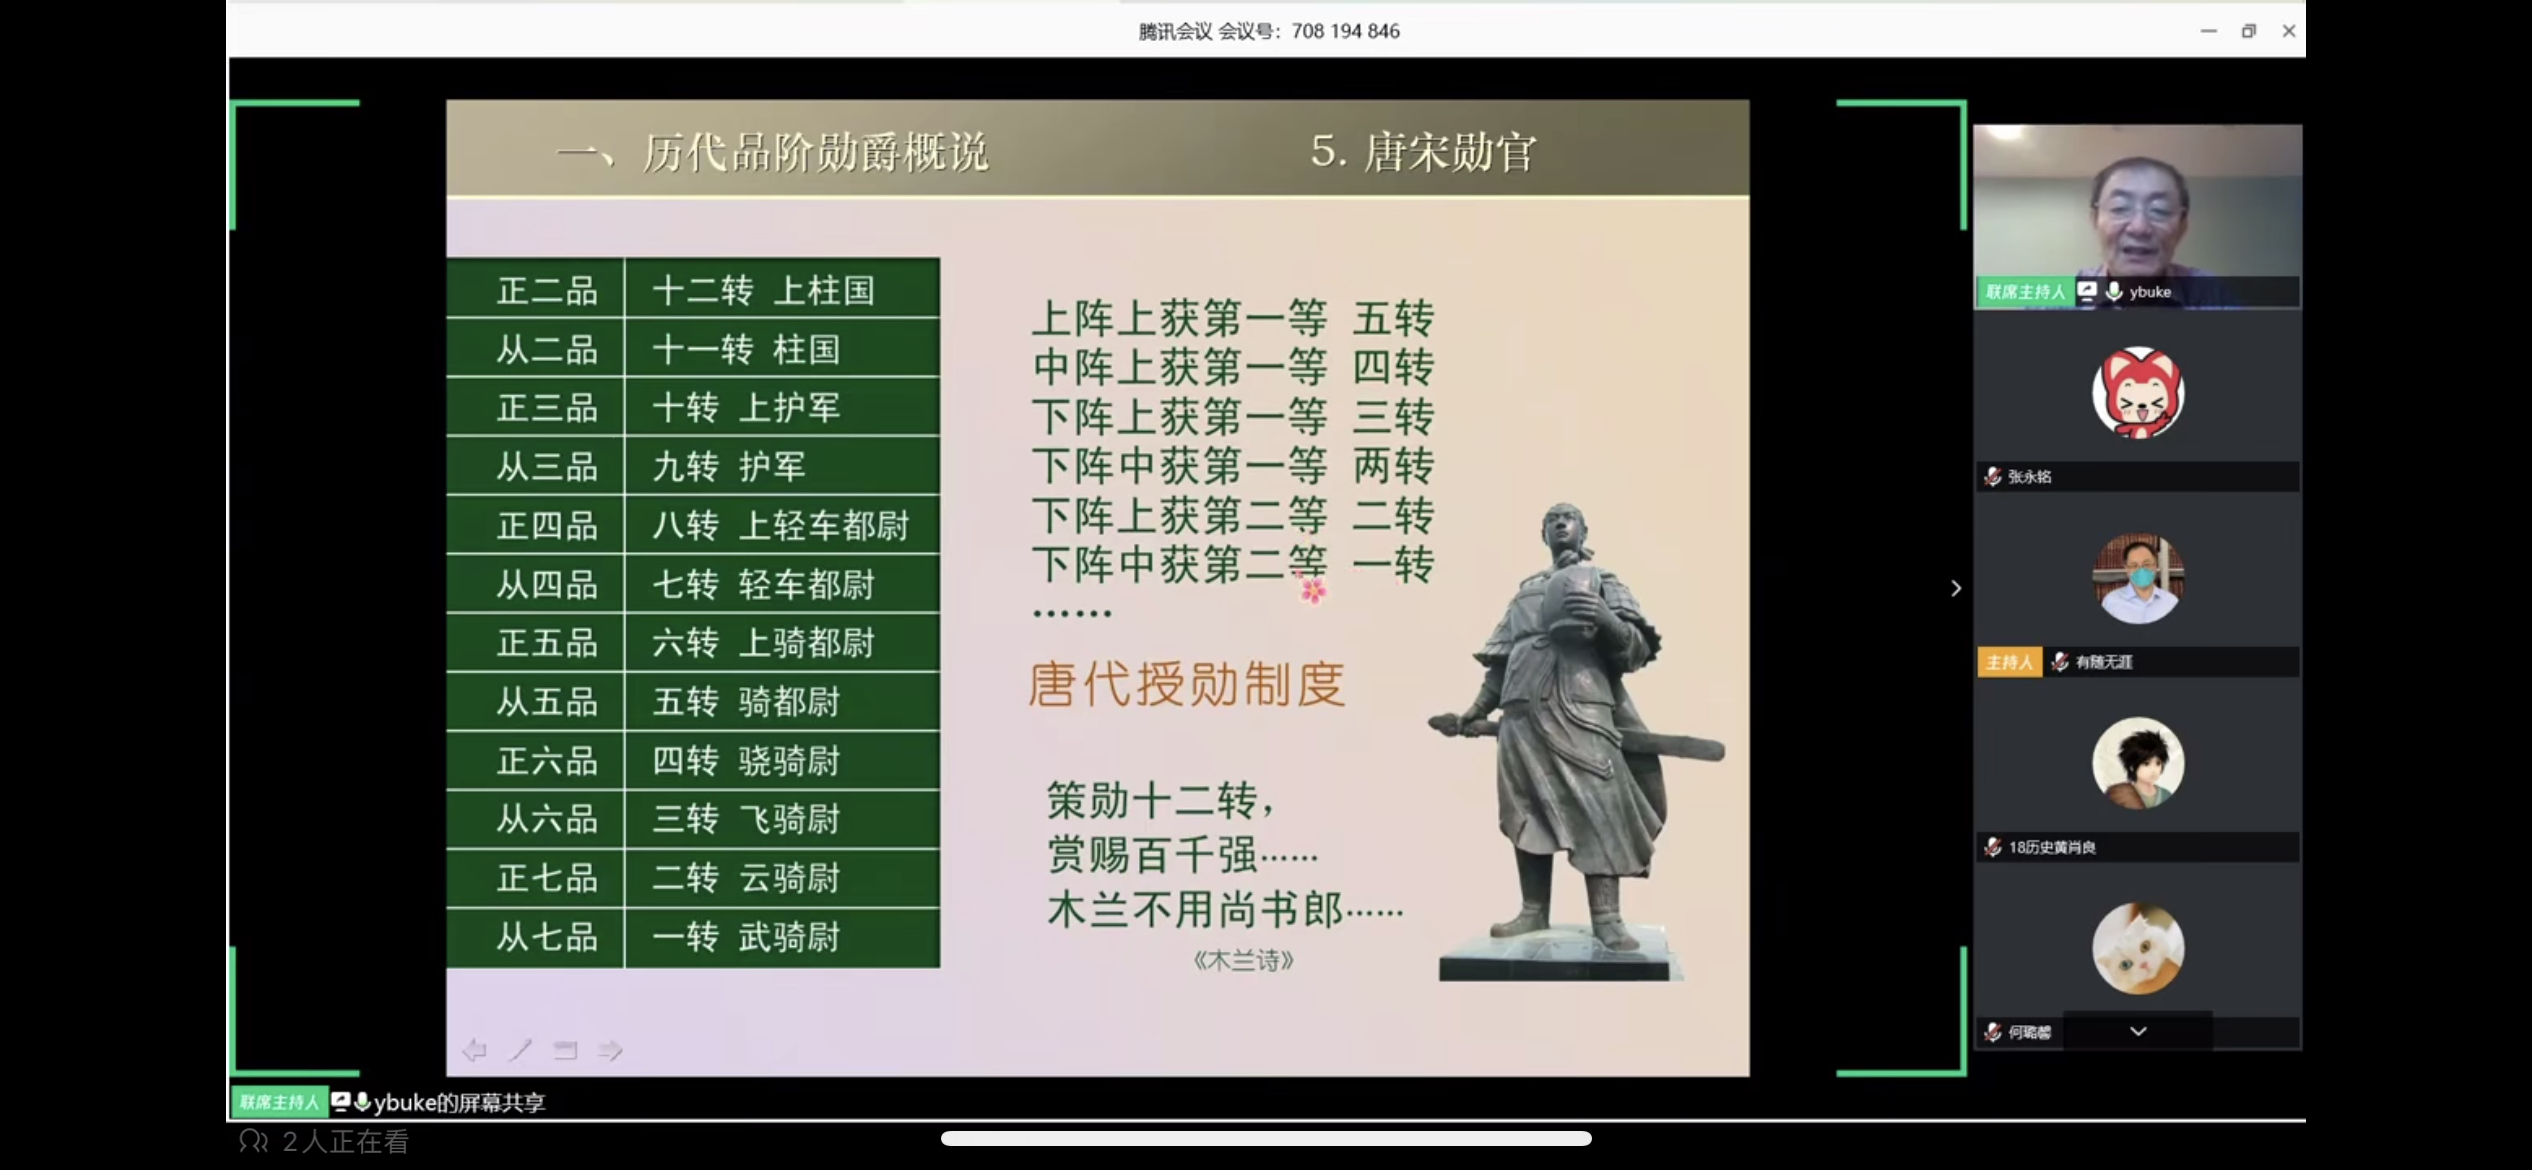 腾讯会议 会议号：708 194 846
一、历代品阶勋爵概说
5. 唐宋勋官
正二品 十二转 上柱国
从二品 十一转 柱国
正三品 十转 上护军
从三品 九转 护军
正四品 八转 上轻车都尉
从四品 七转 轻车都尉
正五品 六转 上骑都尉
从五品 五转 骑都尉
正六品 四转 骁骑尉
从六品 三转 飞骑尉
正七品 二转 云骑尉
从七品 一转 武骑尉
上阵上获第一等 五转
中阵上获第一等 四转
下阵上获第一等 三转
下阵中获第一等 两转
下阵上获第二等 二转
下阵中获第二等 一转
……
唐代授勋制度
策勋十二转，
赏赐百千强……
木兰不用尚书郎……
《木兰诗》
联席主持人 ybuke
张永铭
主持人 有随无涯
18历史黄肖良
何璐馨
联席主持人 ybuke的屏幕共享
2人正在看